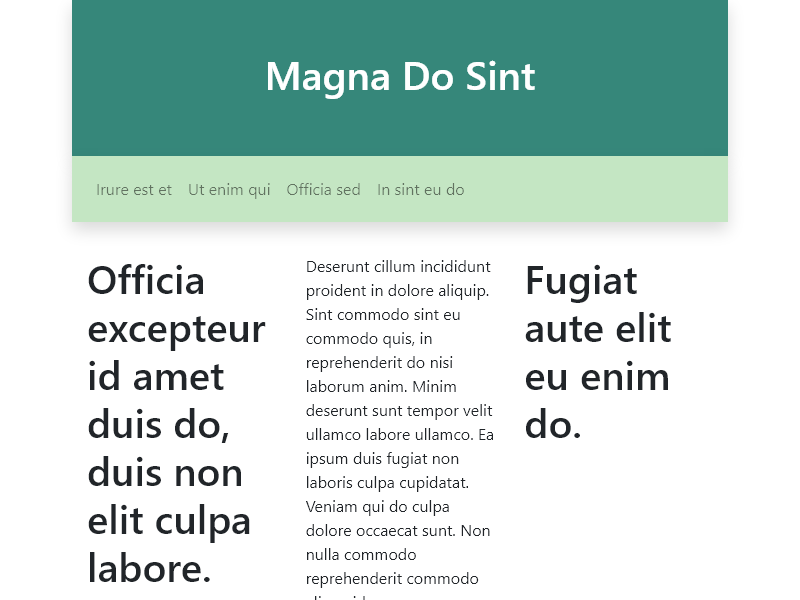 Magna Do Sint
Irure est et
Ut enim qui
Officia sed
In sint eu do
Officia
excepteur
id amet
duis do,
duis non
elit culpa
labore.
Deserunt cillum incididunt
proident in dolore aliquip.
Sint commodo sint eu
commodo quis, in
reprehenderit do nisi
laborum anim. Minim
deserunt sunt tempor velit
ullamco labore ullamco. Ea
ipsum duis fugiat non
laboris culpa cupidatat.
Veniam qui do culpa
dolore occaecat sunt. Non
nulla commodo
reprehenderit commodo
Fugiat
aute elit
eu enim
do.